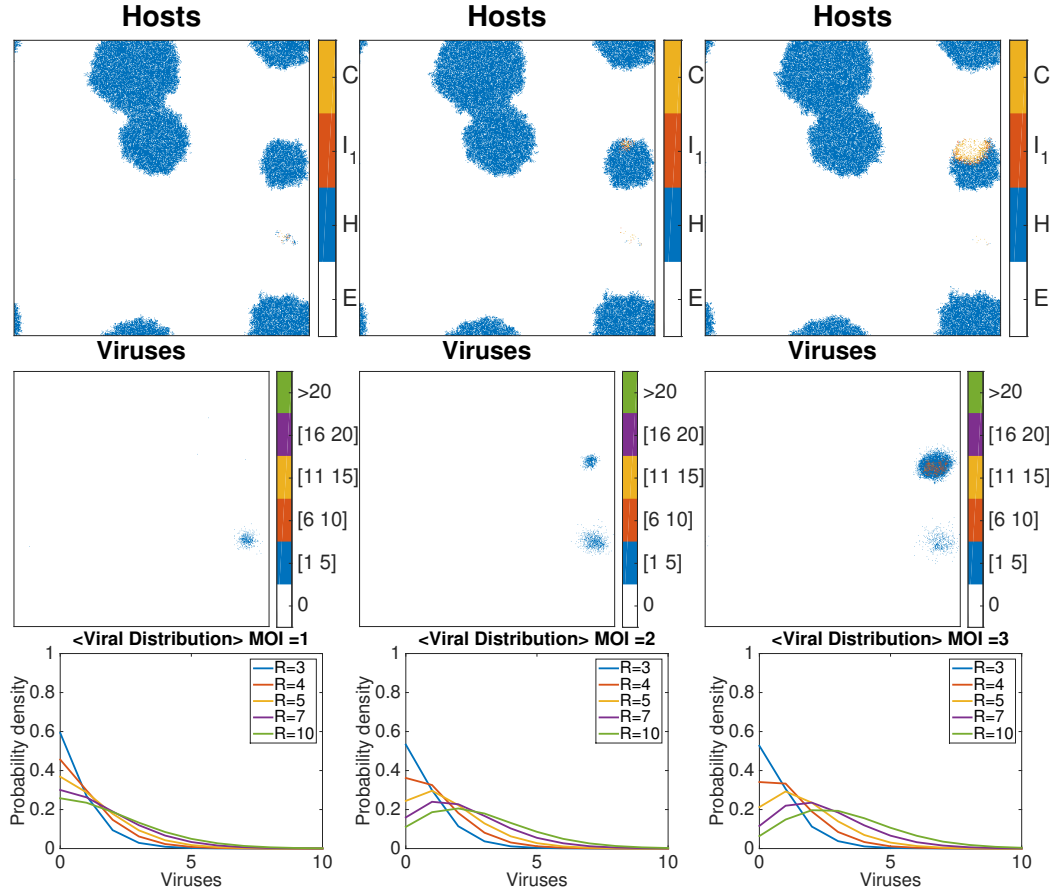 Hosts Hosts Hosts
C C C
I1 I1 I1
H H H
E E E
Viruses Viruses Viruses
>20 >20 >20
[16 20] [16 20] [16 20]
[11 15] [11 15] [11 15]
[6 10] [6 10] [6 10]
[1 5] [1 5] [1 5]
0 0 0
<Viral Distribution> MOI =1 <Viral Distribution> MOI =2 <Viral Distribution> MOI =3
Probability density
1
0.8
0.6
0.4
0.2
0
0 5 10
Viruses
R=3
R=4
R=5
R=7
R=10
Probability density
1
0.8
0.6
0.4
0.2
0
0 5 10
Viruses
R=3
R=4
R=5
R=7
R=10
Probability density
1
0.8
0.6
0.4
0.2
0
0 5 10
Viruses
R=3
R=4
R=5
R=7
R=10